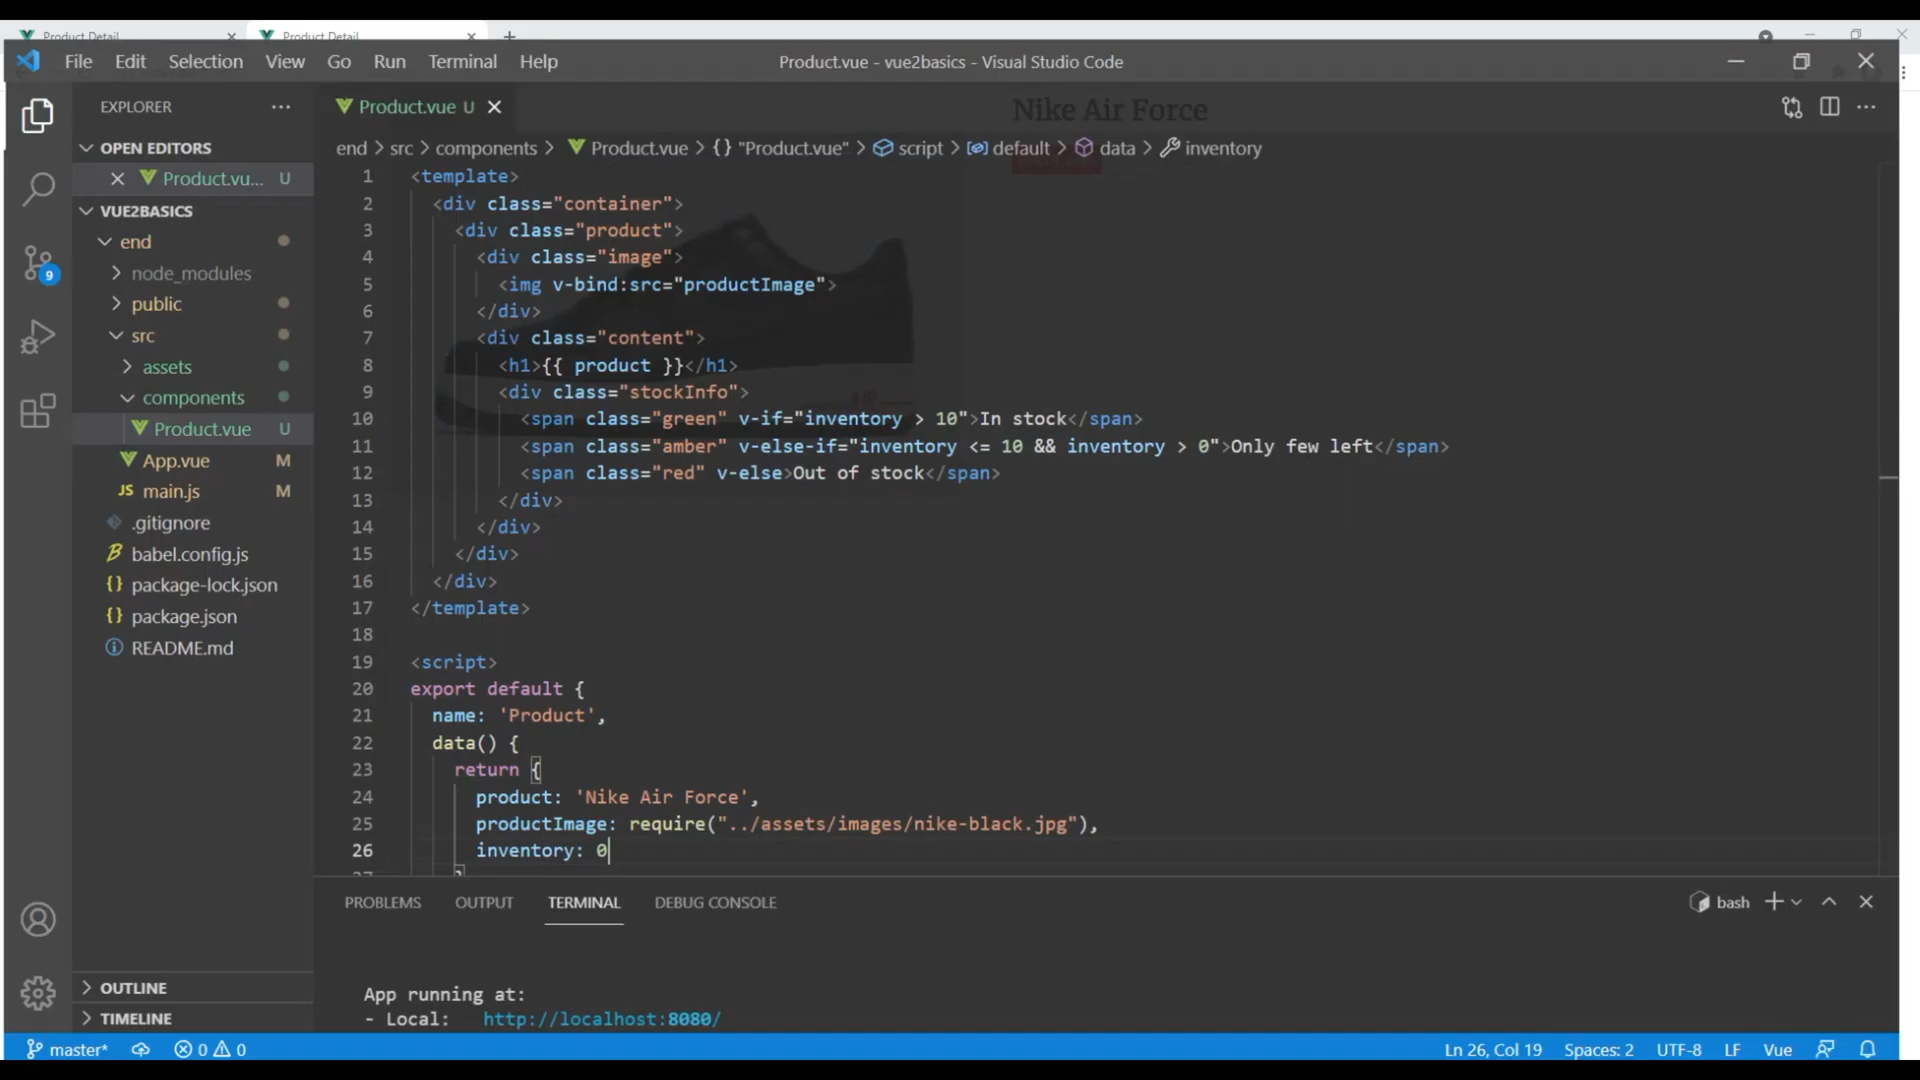 Product Detail
Product Detail
File Edit Selection View Go Run Terminal Help
Product.vue - vue2basics - Visual Studio Code
EXPLORER
Product.vue U
Nike Air Force
OPEN EDITORS
end > src > components > Product.vue > {} "Product.vue" > script > default > data > inventory
Product.vu... U
VUE2BASICS
end
node_modules
public
src
assets
components
Product.vue U
App.vue M
main.js M
.gitignore
babel.config.js
package-lock.json
package.json
README.md
9
1 <template>
2 <div class="container">
3 <div class="product">
4 <div class="image">
5 <img v-bind:src="productImage">
6 </div>
7 <div class="content">
8 <h1>{{ product }}</h1>
9 <div class="stockInfo">
10 <span class="green" v-if="inventory > 10">In stock</span>
11 <span class="amber" v-else-if="inventory <= 10 && inventory > 0">Only few left</span>
12 <span class="red" v-else>Out of stock</span>
13 </div>
14 </div>
15 </div>
16 </div>
17 </template>
18
19 <script>
20 export default {
21 name: 'Product',
22 data() {
23 return {
24 product: 'Nike Air Force',
25 productImage: require("../assets/images/nike-black.jpg"),
26 inventory: 0
PROBLEMS OUTPUT TERMINAL DEBUG CONSOLE
bash
App running at:
- Local: http://localhost:8080/
OUTLINE
TIMELINE
master* 0 0
Ln 26, Col 19 Spaces: 2 UTF-8 LF Vue